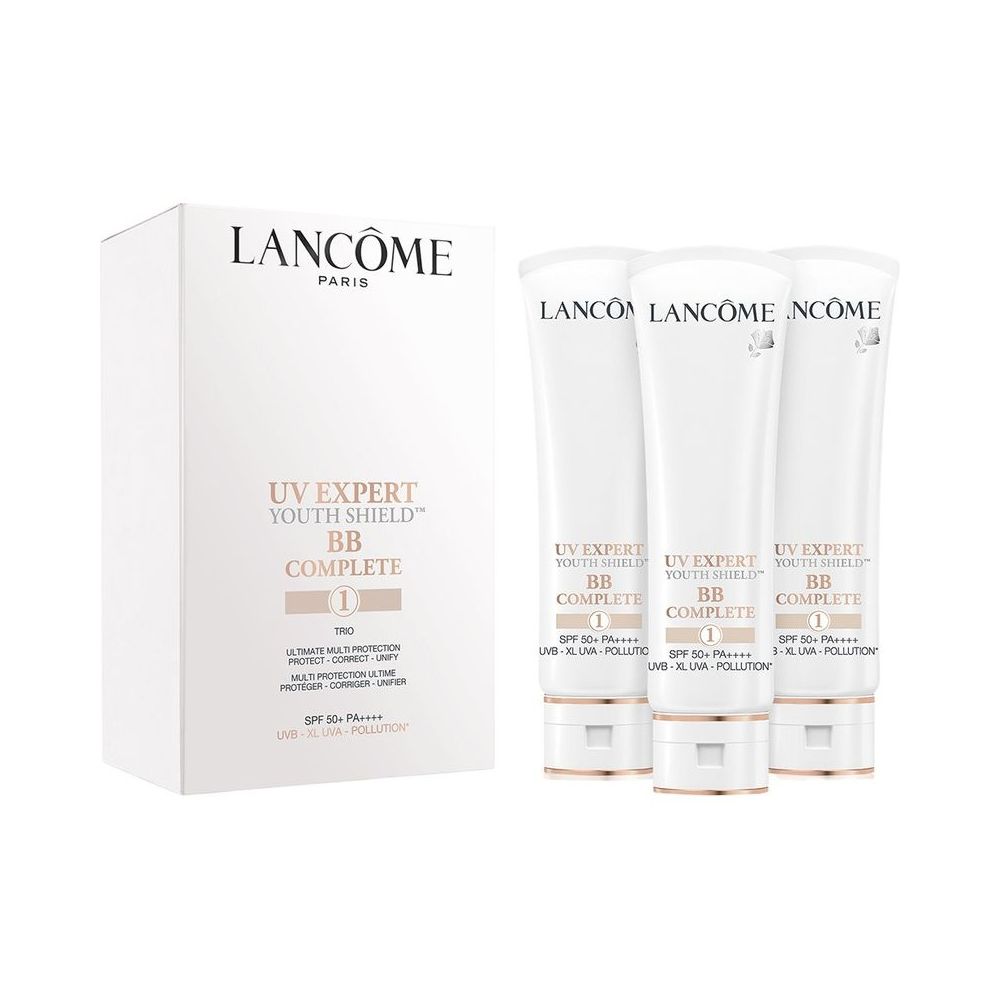 LANCÔME
PARIS
UV EXPERT
YOUTH SHIELD™
BB
COMPLETE
1
TRIO
ULTIMATE MULTI PROTECTION
PROTECT - CORRECT - UNIFY
MULTI PROTECTION ULTIME
PROTÉGER - CORRIGER - UNIFIER
SPF 50+ PA++++
UVB - XL UVA - POLLUTION*
LANCÔM
UV EXPERT
YOUTH SHIELD™
BB
COMPLETE
1
SPF 50+ PA++++
UVB - XL UVA - POLLUTION*
LANCÔME
UV EXPERT
YOUTH SHIELD™
BB
COMPLETE
1
SPF 50+ PA++++
UVB - XL UVA - POLLUTION*
NCÔME
UV EXPERT
YOUTH SHIELD™
BB
COMPLETE
1
SPF 50+ PA++++
B - XL UVA - POLLUTION*